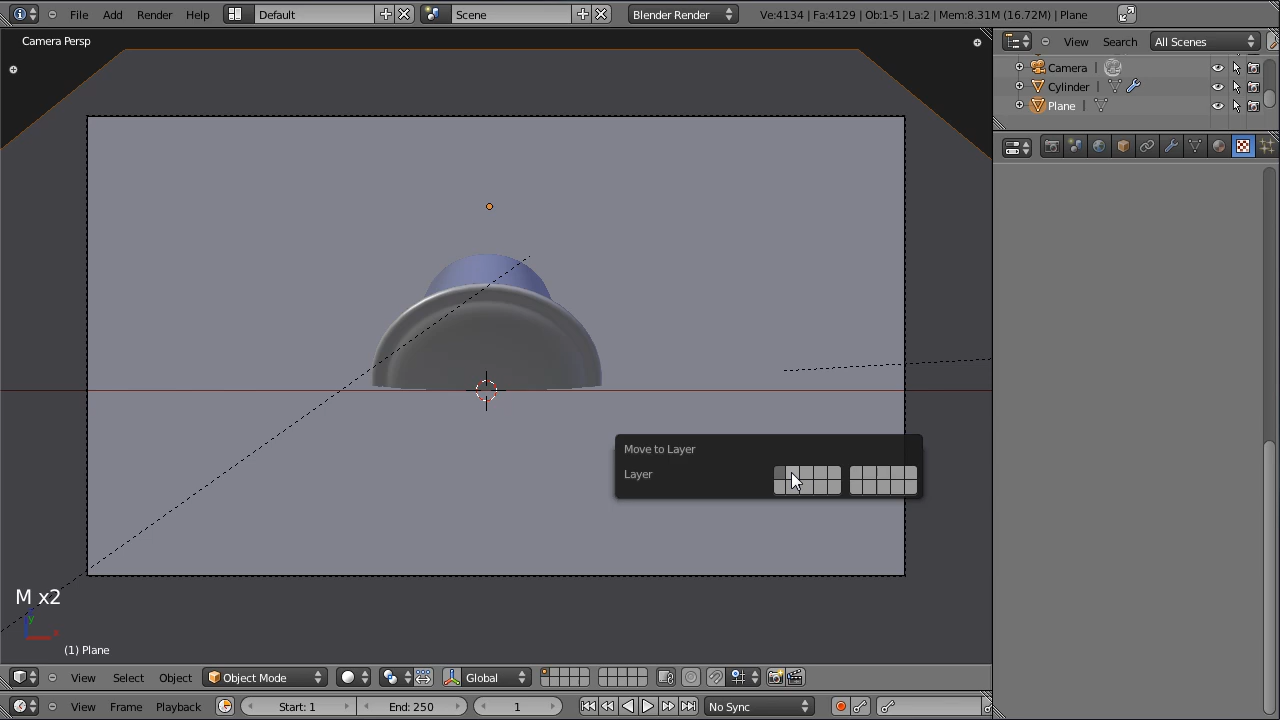 File Add Render Help Default Scene Blender Render Ve:4134 | Fa:4129 | Ob:1-5 | La:2 | Mem:8.31M (16.72M) | Plane
Camera Persp
View Search All Scenes
Camera
Cylinder
Plane
Move to Layer
Layer
M x2
y
x
(1) Plane
View Select Object Object Mode Global
View Frame Playback Start: 1 End: 250 1 No Sync